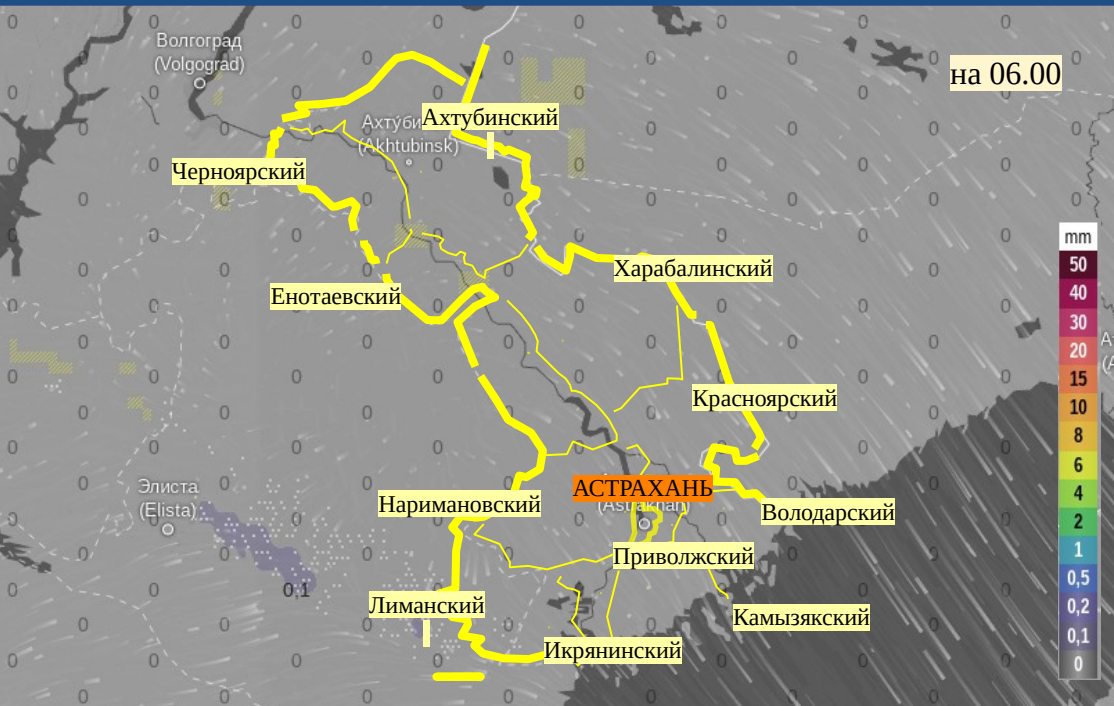 Волгоград
(Volgograd)
на 06.00
Ахтуби
Ахтубинский
(Akhtubinsk)
Черноярский
mm
Харабалинский
50
Енотаевский
40
30
20
15
Красноярский
10
8
6
Элиста
(Elista)
АСТРАХАНЬ
4
Наримановский
(Astrakhan)
Володарский
2
1
Приволжский
0,5
0,1
Лиманский
0,2
Камызякский
0,1
Икрянинский
0